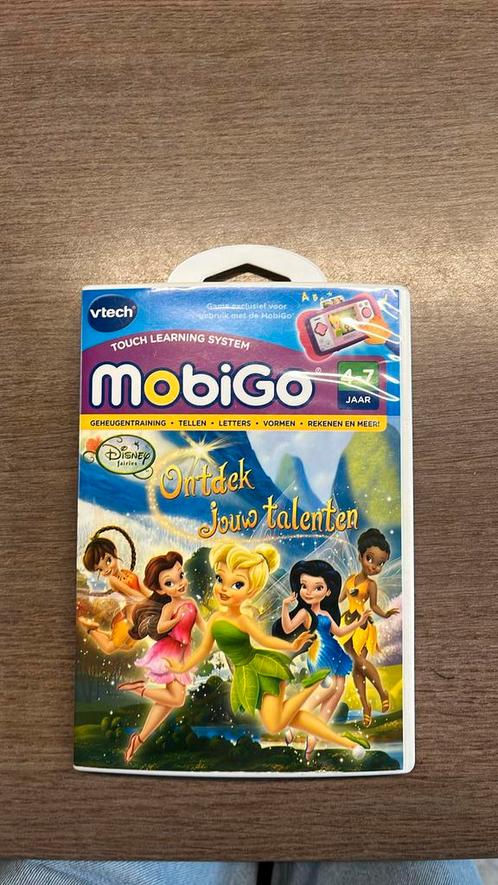 vtech
Game exclusief voor
gebruik met de MobiGo®
TOUCH LEARNING SYSTEM
MobiGo®
4-7
JAAR
GEHEUGENTRAINING • TELLEN • LETTERS • VORMEN • REKENEN EN MEER!
Disney
fairies
Ontdek
jouw talenten